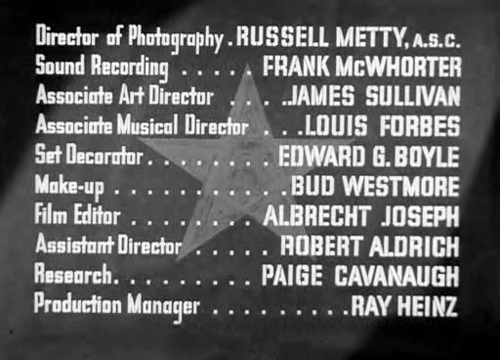 Director of Photography . RUSSELL METTY, A.S.C.
Sound Recording . . . . . FRANK McWHORTER
Associate Art Director . . . . . JAMES SULLIVAN
Associate Musical Director . . . LOUIS FORBES
Set Decorator . . . . . . . . EDWARD G. BOYLE
Make-up . . . . . . . . . . . BUD WESTMORE
Film Editor . . . . . . . . ALBRECHT JOSEPH
Assistant Director . . . . . ROBERT ALDRICH
Research . . . . . . . . . PAIGE CAVANAUGH
Production Manager . . . . . . . . . RAY HEINZ